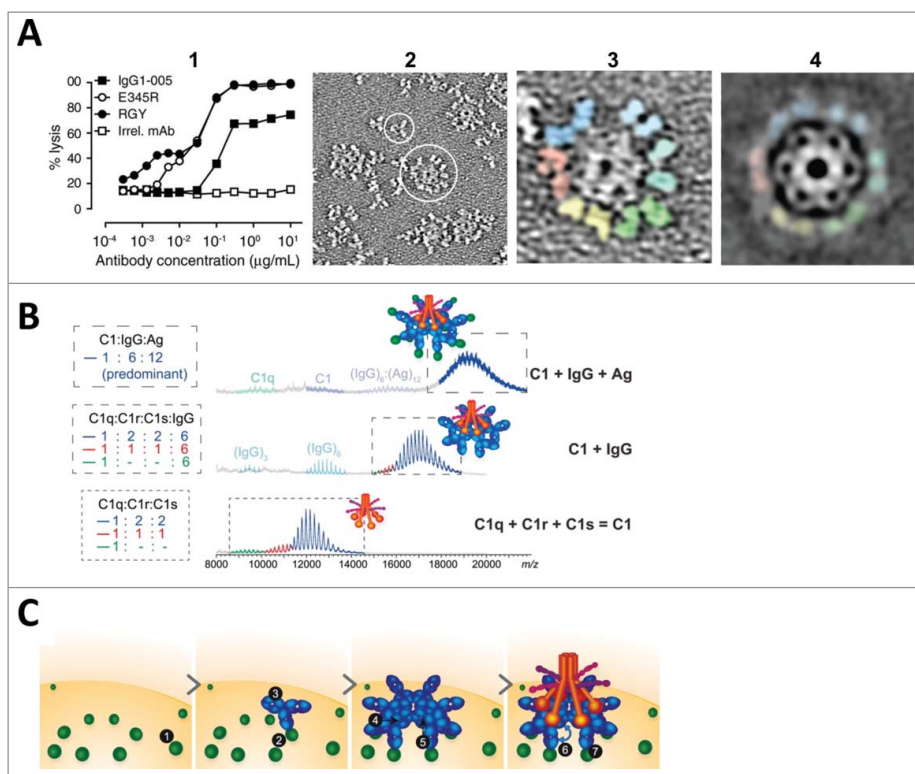 A
1 2 3 4
00
80
60
40
20
0
% lysis
IgG1-005
E345R
RGY
Irrel. mAb
10-4 10-3 10-2 10-1 100 101
Antibody concentration (µg/mL)
B
C1:IgG:Ag
— 1 : 6 : 12
(predominant)
C1q C1 (IgG)6:(Ag)12
C1 + IgG + Ag
C1q:C1r:C1s:IgG
— 1 : 2 : 2 : 6
— 1 : 1 : 1 : 6
— 1 : - : - : 6
(IgG)3 (IgG)6
C1 + IgG
C1q:C1r:C1s
— 1 : 2 : 2
— 1 : 1 : 1
— 1 : - : -
C1q + C1r + C1s = C1
8000 10000 12000 14000 16000 18000 20000 m/z
C
1 2 3 4 5 6 7